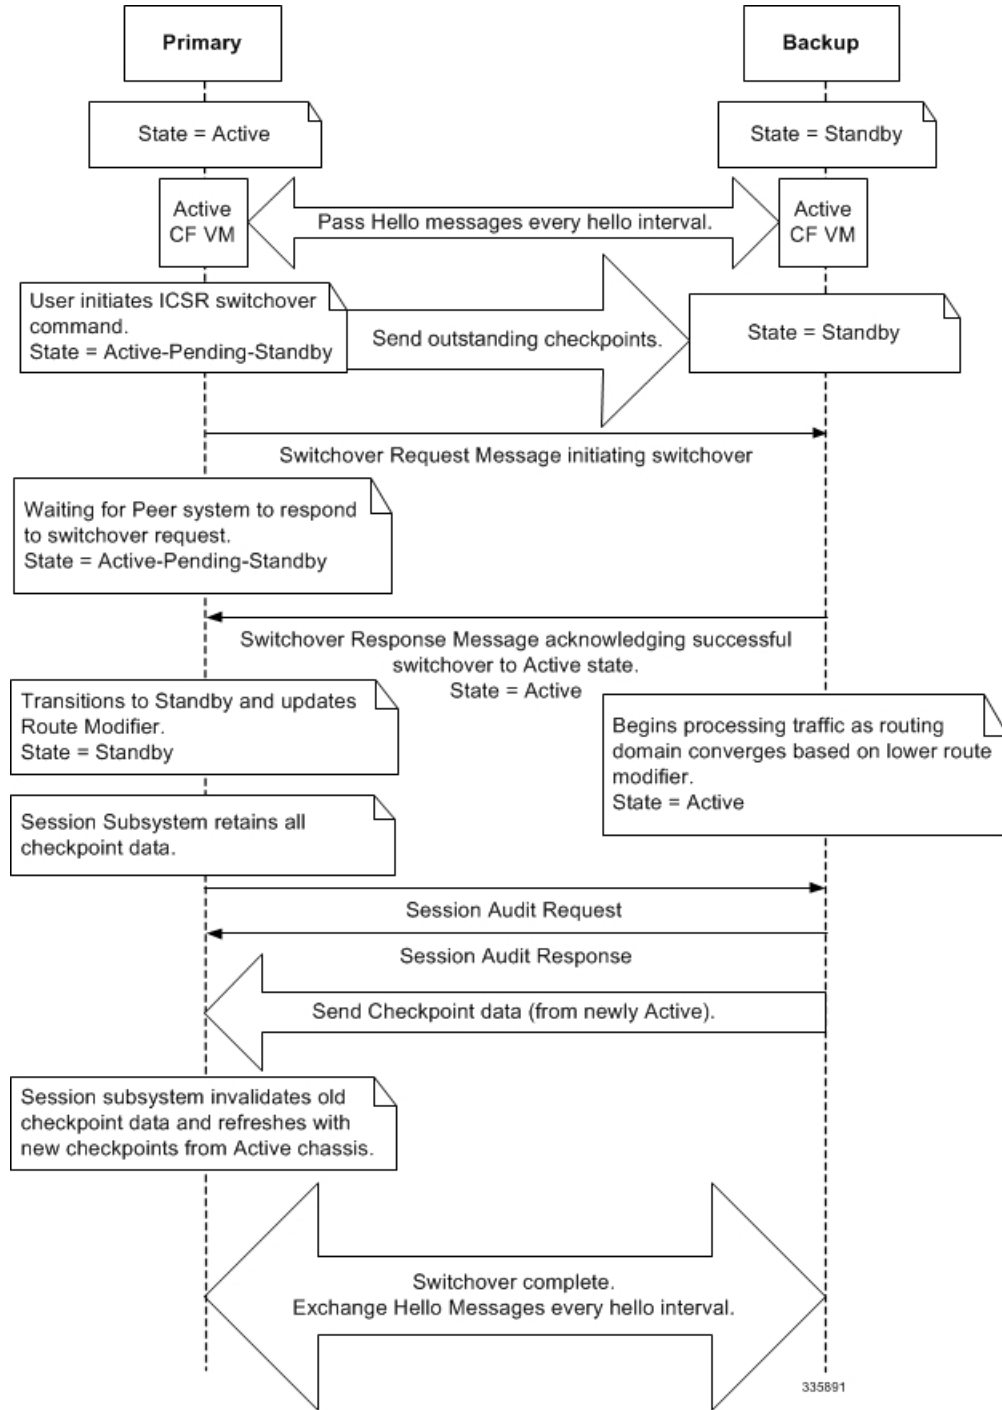 Primary
Backup
State = Active
State = Standby
Active
CF VM
Pass Hello messages every hello interval.
Active
CF VM
User initiates ICSR switchover
command.
State = Active-Pending-Standby
Send outstanding checkpoints.
State = Standby
Switchover Request Message initiating switchover
Waiting for Peer system to respond
to switchover request.
State = Active-Pending-Standby
Switchover Response Message acknowledging successful
switchover to Active state.
State = Active
Transitions to Standby and updates
Route Modifier.
State = Standby
Begins processing traffic as routing
domain converges based on lower route
modifier.
State = Active
Session Subsystem retains all
checkpoint data.
Session Audit Request
Session Audit Response
Send Checkpoint data (from newly Active).
Session subsystem invalidates old
checkpoint data and refreshes with
new checkpoints from Active chassis.
Switchover complete.
Exchange Hello Messages every hello interval.
335891